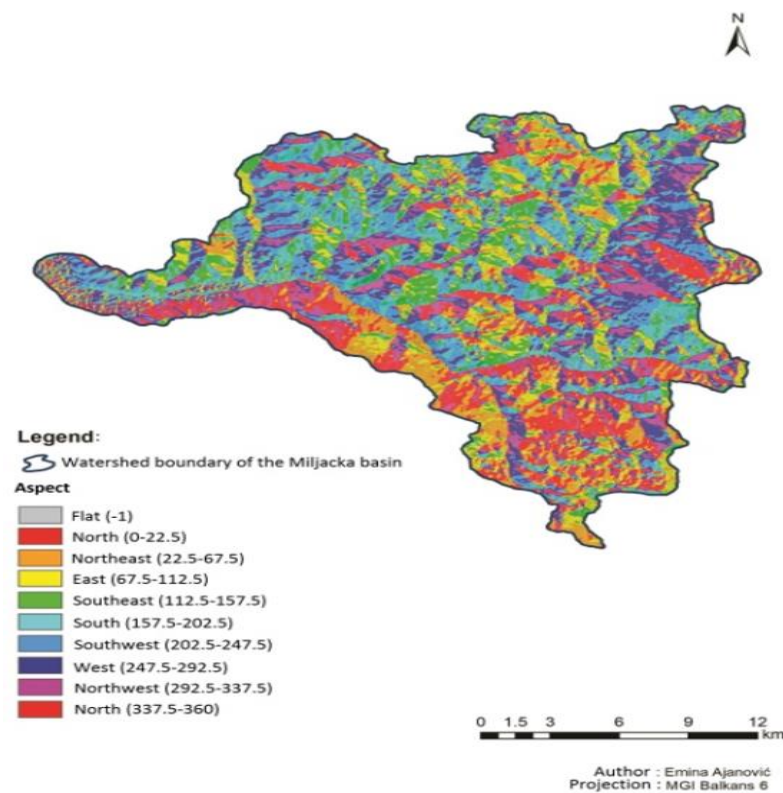 N
Legend:
Watershed boundary of the Miljacka basin
Aspect
Flat (-1)
North (0-22.5)
Northeast (22.5-67.5)
East (67.5-112.5)
Southeast (112.5-157.5)
South (157.5-202.5)
Southwest (202.5-247.5)
West (247.5-292.5)
Northwest (292.5-337.5)
North (337.5-360)
0 1.5 3 6 9 12
km
Author : Emina Ajanović
Projection : MGI Balkans 6